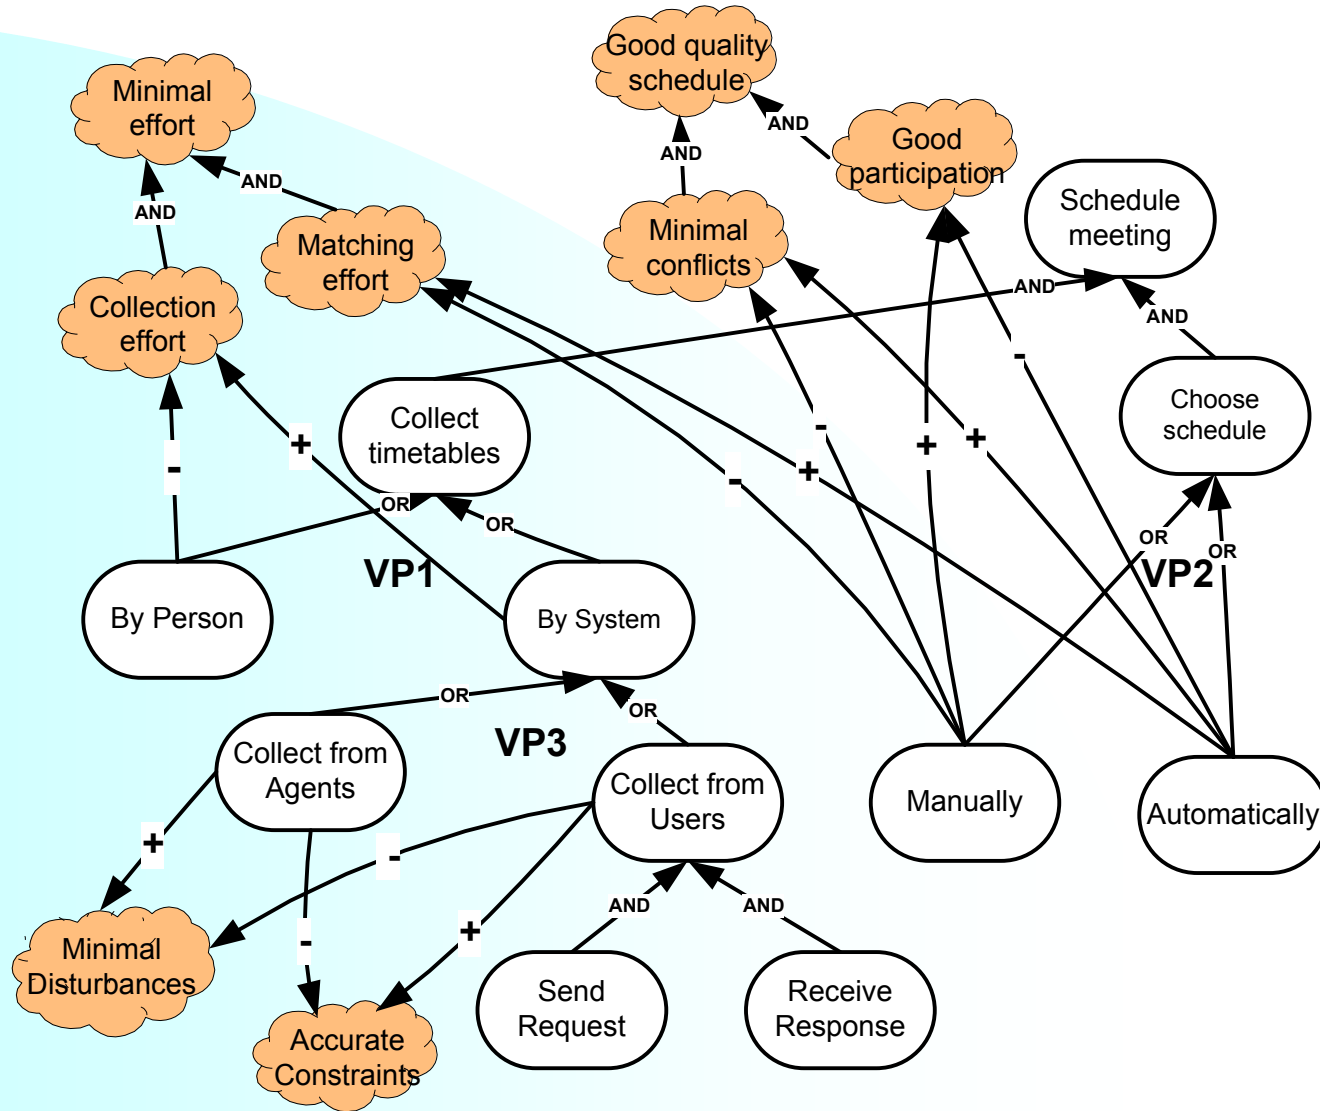 Good quality
schedule
Minimal
effort
AND
Good
participation
AND
AND
AND
Schedule
meeting
Matching
effort
Minimal
conflicts
Collection
effort
AND
AND
-
Choose
schedule
Collect
timetables
+
-
+
+
-
+
-
OR
OR
OR
OR
VP1
VP2
By Person
By System
OR
OR
VP3
Collect from
Agents
Collect from
Users
Manually
Automatically
+
-
AND
AND
-
+
Minimal
Disturbances
Send
Request
Receive
Response
Accurate
Constraints